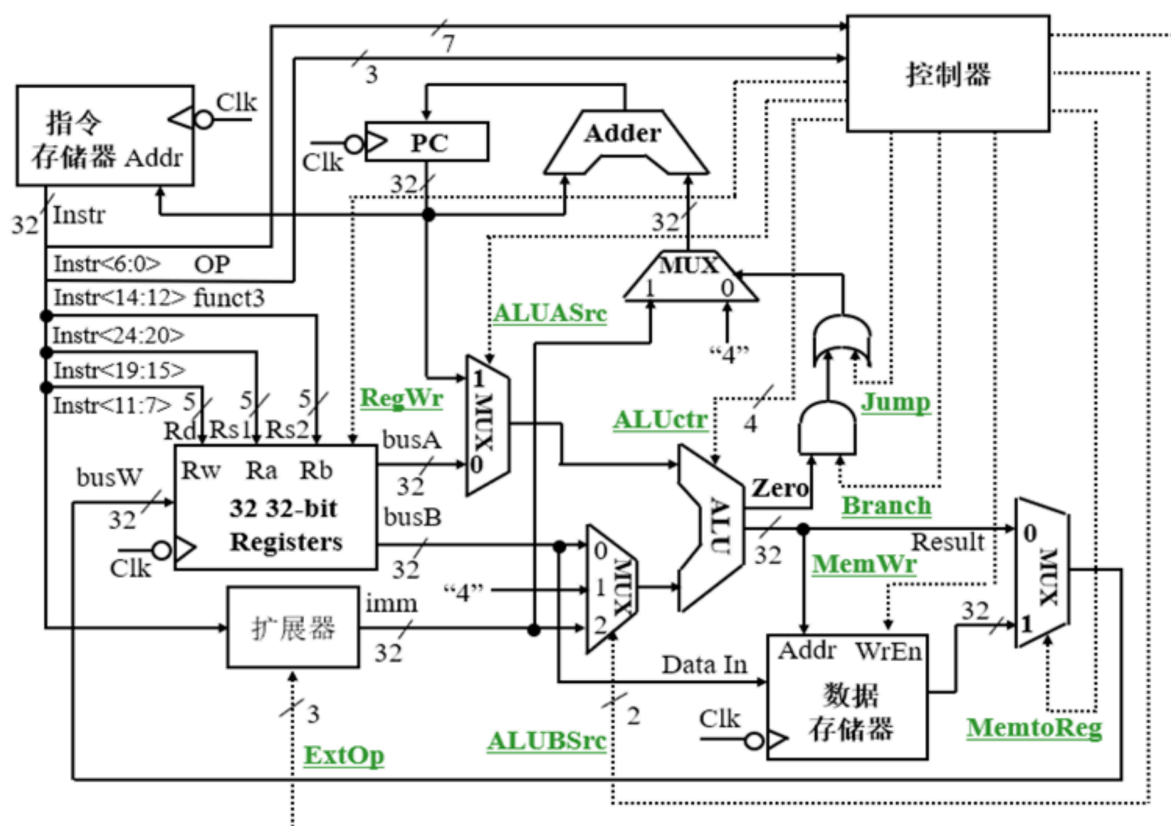 7
控制器
3
指令
存储器 Addr
Clk
Clk
PC
Adder
32
32
32
Instr
Instr<6:0> OP
Instr<14:12> funct3
Instr<24:20>
Instr<19:15>
Instr<11:7>
MUX
1
0
“4”
ALUASrc
RegWr
1
MUX
0
ALUctr
4
Jump
5
5
5
Rd
Rs1
Rs2
busA
32
busW
32
Rw Ra Rb
32 32-bit
Registers
Clk
busB
32
Zero
ALU
32
Branch
Result
MemWr
0
MUX
1
32
0
1
2
MUX
“4”
imm
32
扩展器
3
ExtOp
ALUBSrc
2
Data In
Addr WrEn
数据
存储器
Clk
MemtoReg